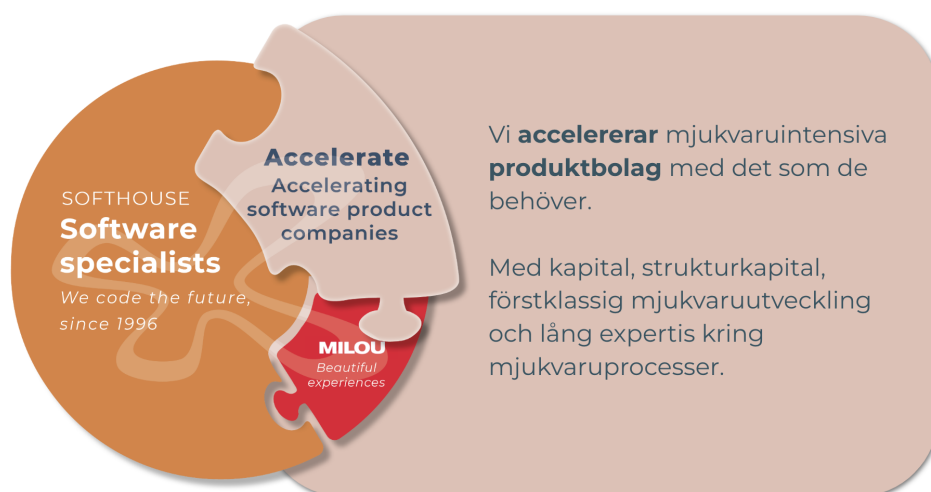 SOFTHOUSE
Software
specialists
We code the future,
since 1996
Accelerate
Accelerating
software product
companies
MILOU
Beautiful
experiences
Vi accelererar mjukvaruintensiva
produktbolag med det som de
behöver.
Med kapital, strukturkapital,
förstklassig mjukvaruutveckling
och lång expertis kring
mjukvaruprocesser.